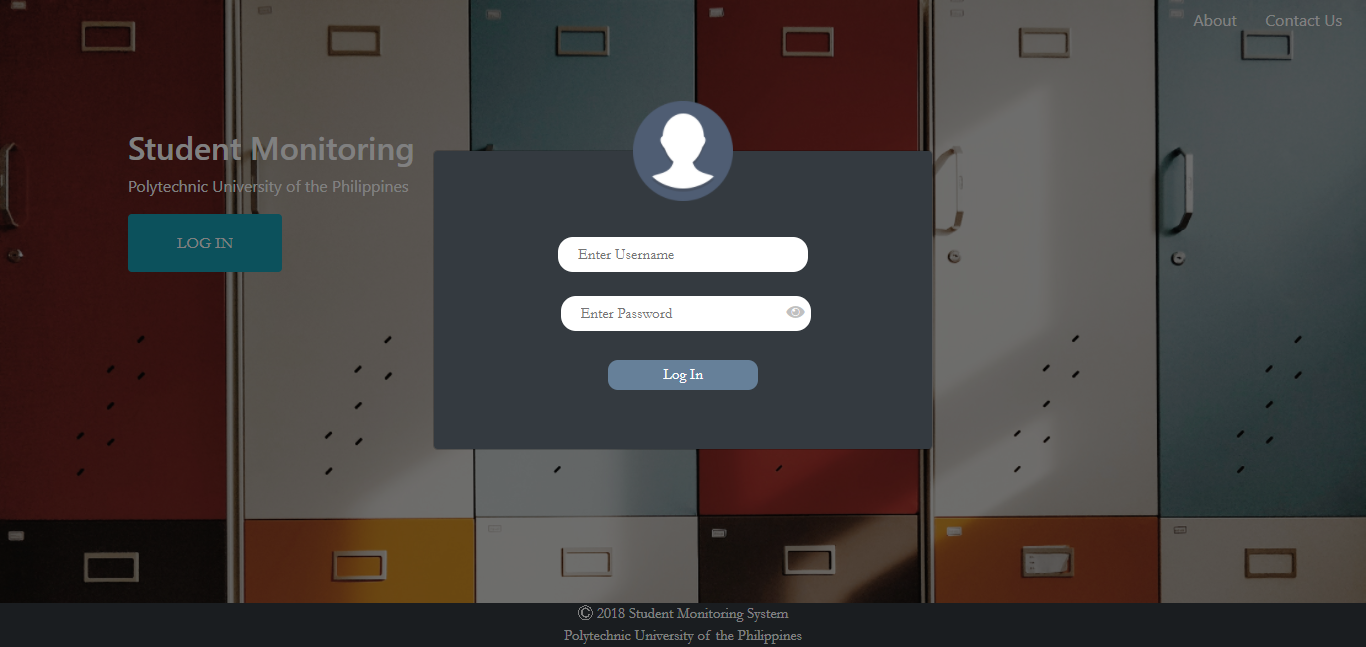 About Contact Us
Student Monitoring
Polytechnic University of the Philippines
LOG IN
Enter Username
Enter Password
Log In
© 2018 Student Monitoring System
Polytechnic University of the Philippines